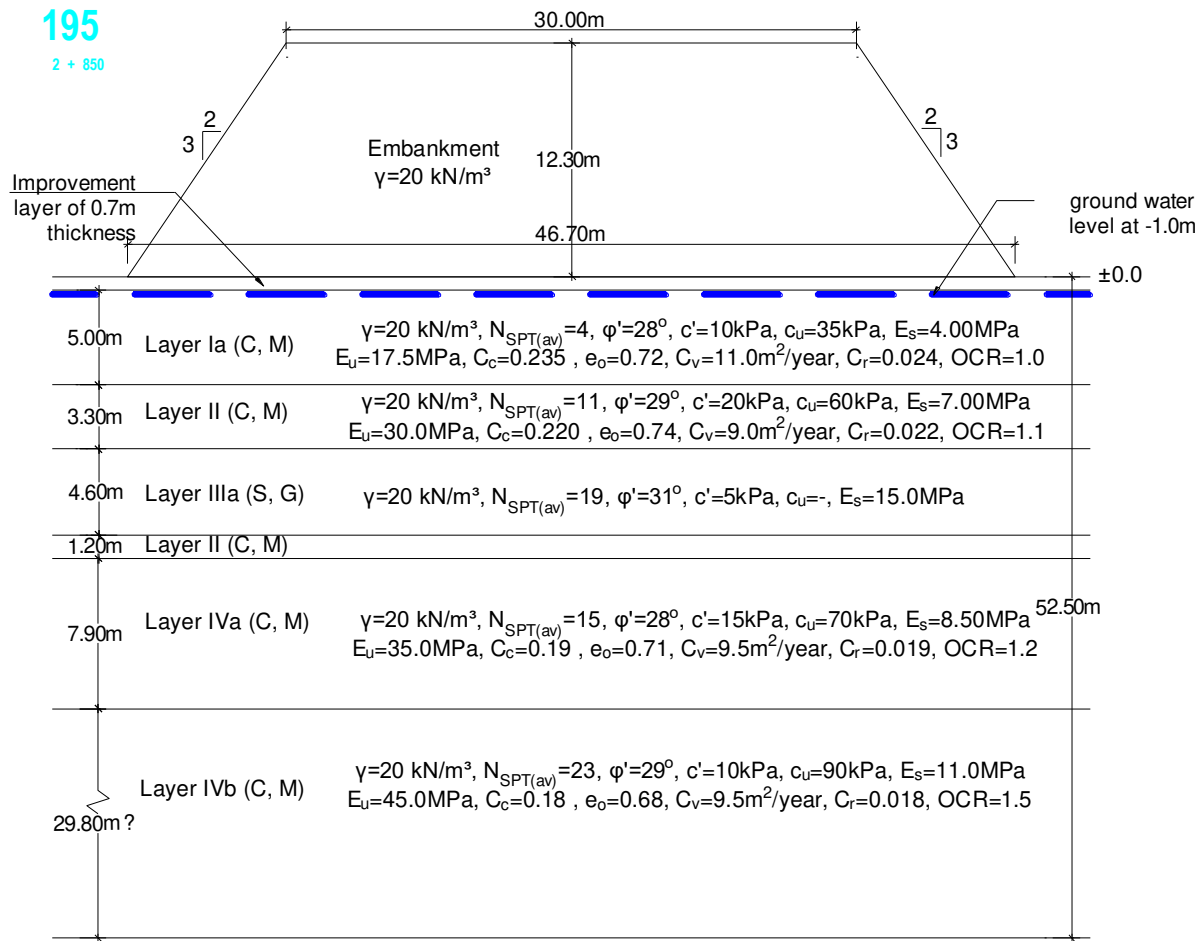 195
2 + 850
30.00m
2
3
2
3
Embankment
γ=20 kN/m³
12.30m
Improvement
layer of 0.7m
thickness
ground water
level at -1.0m
46.70m
±0.0
5.00m
Layer Ia (C, M)
γ=20 kN/m³, NSPT(av)=4, φ'=28º, c'=10kPa, cu=35kPa, Es=4.00MPa
Eu=17.5MPa, Cc=0.235 , eo=0.72, Cv=11.0m²/year, Cr=0.024, OCR=1.0
3.30m
Layer II (C, M)
γ=20 kN/m³, NSPT(av)=11, φ'=29º, c'=20kPa, cu=60kPa, Es=7.00MPa
Eu=30.0MPa, Cc=0.220 , eo=0.74, Cv=9.0m²/year, Cr=0.022, OCR=1.1
4.60m
Layer IIIa (S, G)
γ=20 kN/m³, NSPT(av)=19, φ'=31º, c'=5kPa, cu=-, Es=15.0MPa
1.20m
Layer II (C, M)
7.90m
Layer IVa (C, M)
γ=20 kN/m³, NSPT(av)=15, φ'=28º, c'=15kPa, cu=70kPa, Es=8.50MPa
Eu=35.0MPa, Cc=0.19 , eo=0.71, Cv=9.5m²/year, Cr=0.019, OCR=1.2
52.50m
Layer IVb (C, M)
γ=20 kN/m³, NSPT(av)=23, φ'=29º, c'=10kPa, cu=90kPa, Es=11.0MPa
Eu=45.0MPa, Cc=0.18 , eo=0.68, Cv=9.5m²/year, Cr=0.018, OCR=1.5
29.80m ?